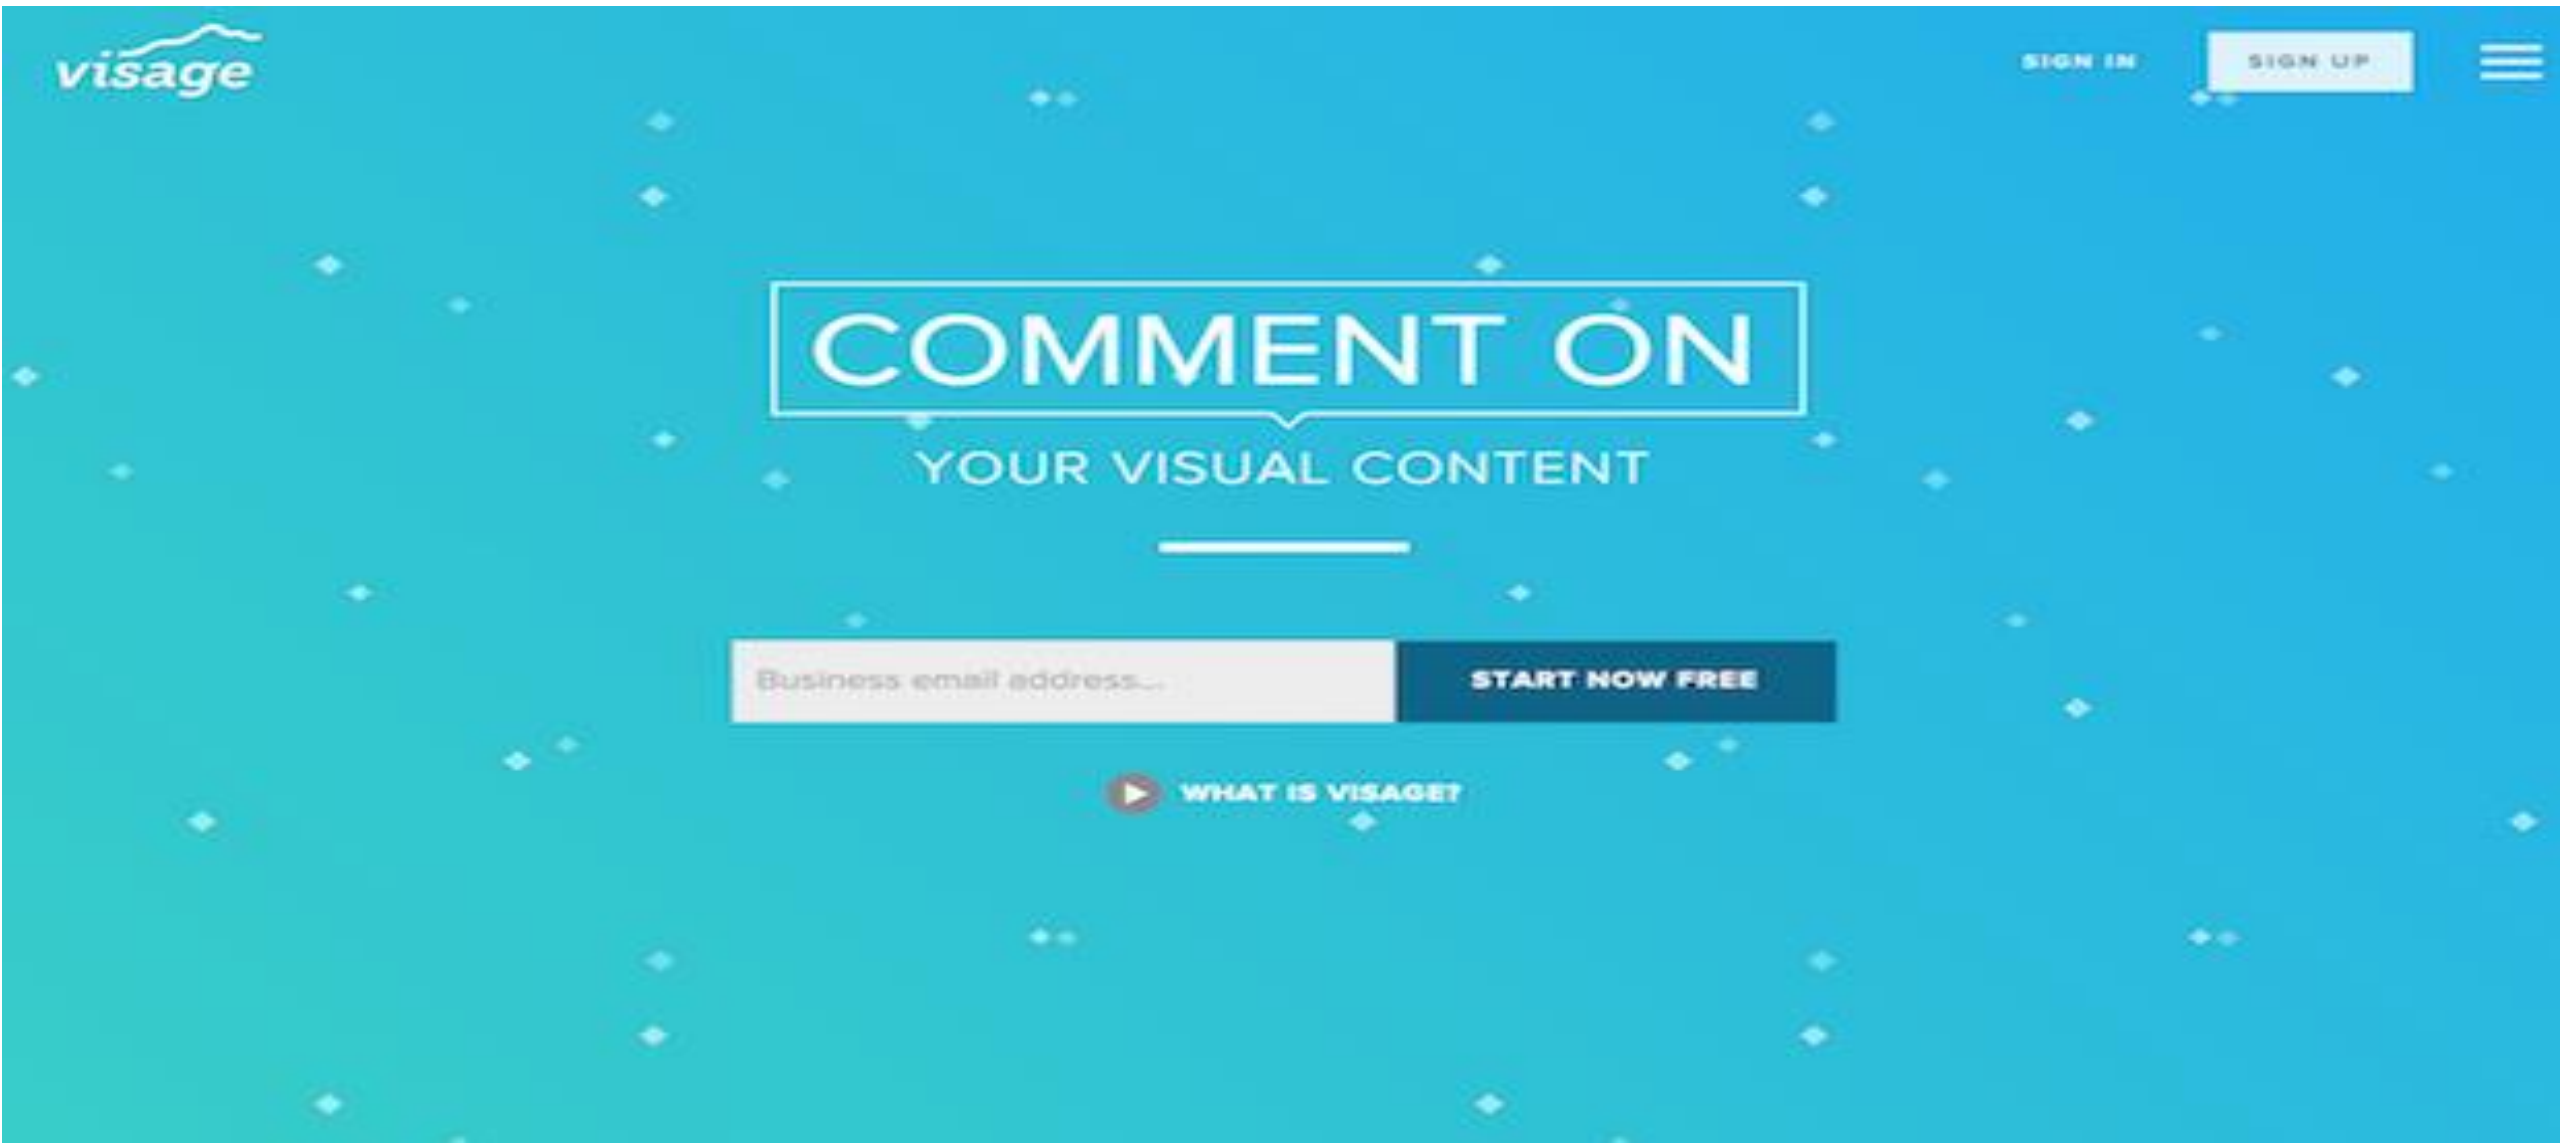 visage
SIGN IN
SIGN UP
COMMENT ON
YOUR VISUAL CONTENT
Business email address...
START NOW FREE
WHAT IS VISAGE?